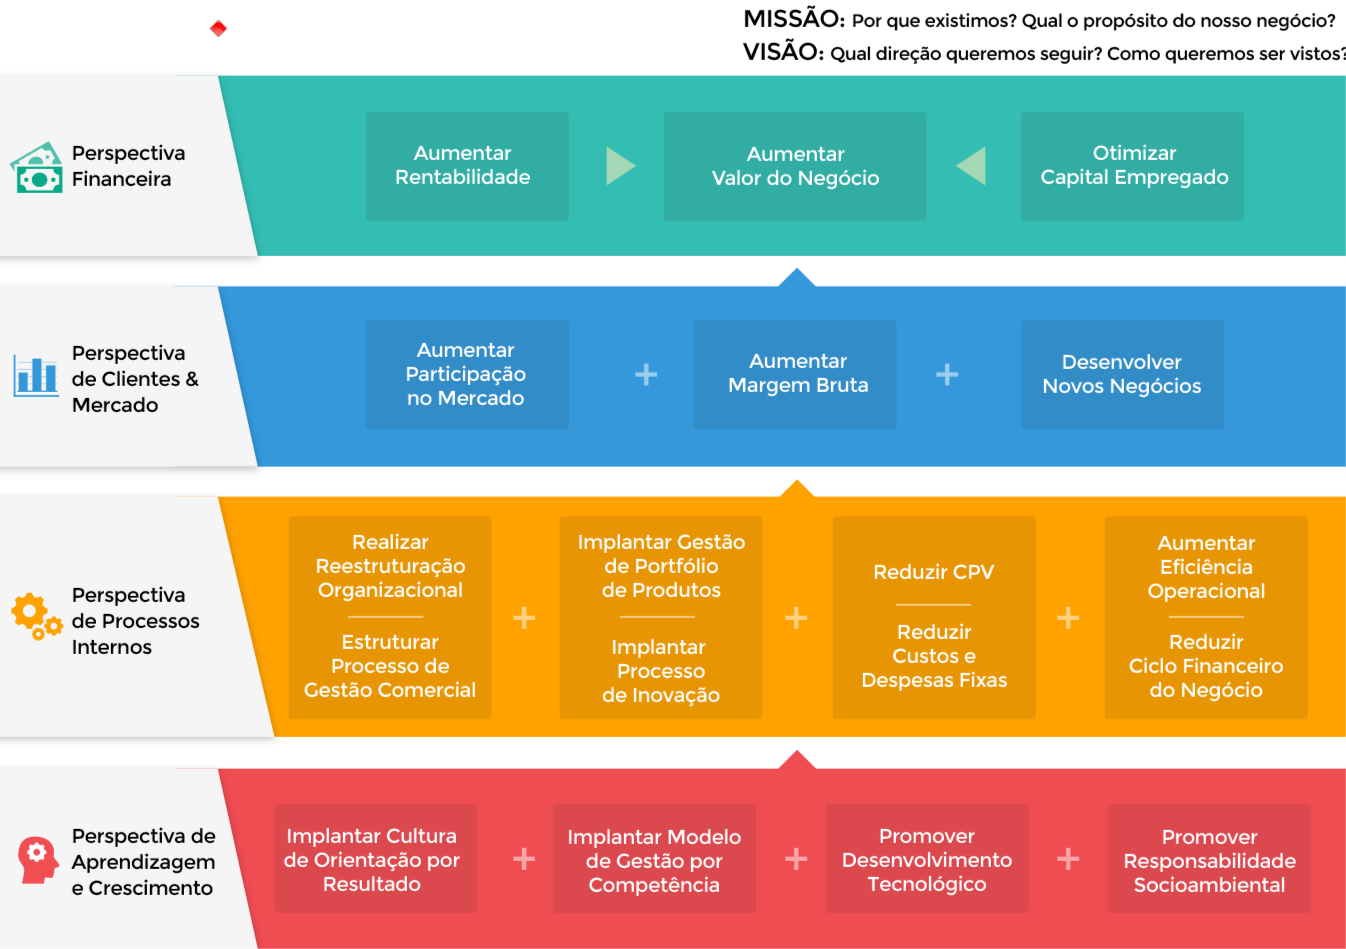 MISSÃO: Por que existimos? Qual o propósito do nosso negócio?
VISÃO: Qual direção queremos seguir? Como queremos ser vistos?
Perspectiva
Financeira
Aumentar
Rentabilidade
Aumentar
Valor do Negócio
Otimizar
Capital Empregado
Perspectiva
de Clientes &
Mercado
Aumentar
Participação
no Mercado
Aumentar
Margem Bruta
Desenvolver
Novos Negócios
Perspectiva
de Processos
Internos
Realizar
Reestruturação
Organizacional
Estruturar
Processo de
Gestão Comercial
Implantar Gestão
de Portfólio
de Produtos
Implantar
Processo
de Inovação
Reduzir CPV
Reduzir
Custos e
Despesas Fixas
Aumentar
Eficiência
Operacional
Reduzir
Ciclo Financeiro
do Negócio
Perspectiva de
Aprendizagem
e Crescimento
Implantar Cultura
de Orientação por
Resultado
Implantar Modelo
de Gestão por
Competência
Promover
Desenvolvimento
Tecnológico
Promover
Responsabilidade
Socioambiental